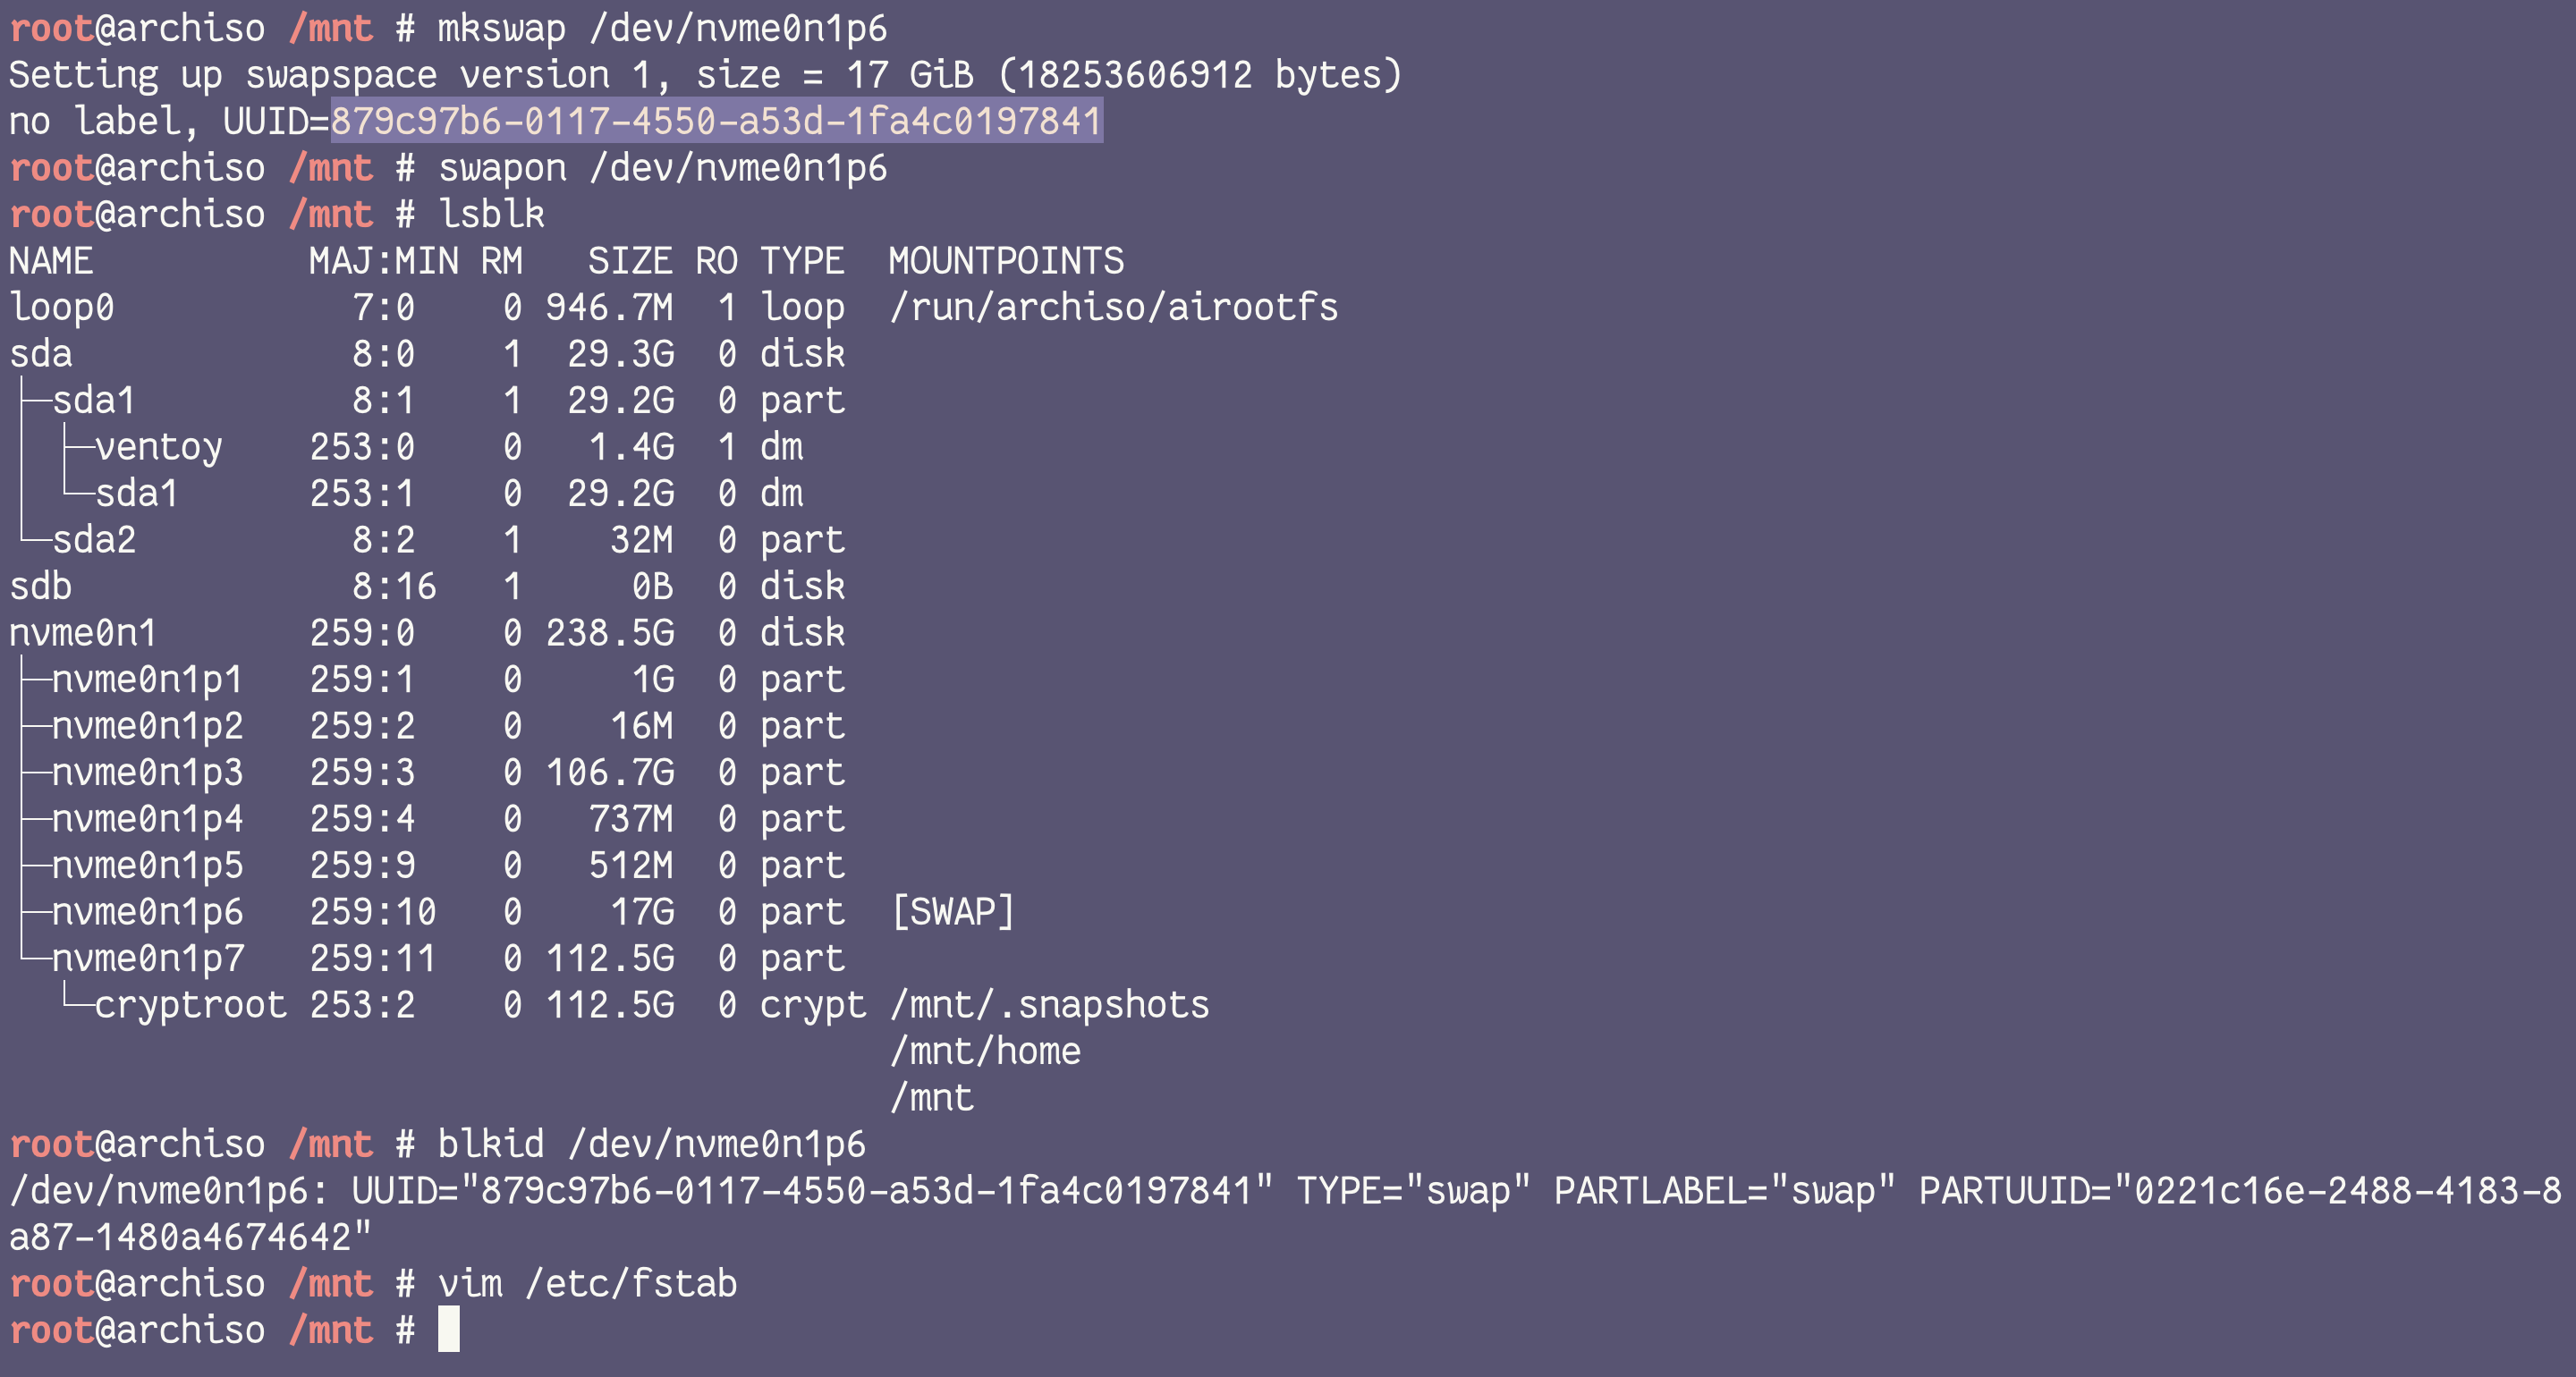 root@archiso /mnt # mkswap /dev/nvme0n1p6
Setting up swapspace version 1, size = 17 GiB (18253606912 bytes)
no label, UUID=879c97b6-0117-4550-a53d-1fa4c0197841
root@archiso /mnt # swapon /dev/nvme0n1p6
root@archiso /mnt # lsblk
NAME          MAJ:MIN RM   SIZE RO TYPE  MOUNTPOINTS
loop0           7:0    0 946.7M  1 loop  /run/archiso/airootfs
sda             8:0    1  29.3G  0 disk
├─sda1          8:1    1  29.2G  0 part
│ ├─ventoy    253:0    0   1.4G  1 dm
│ └─sda1      253:1    0  29.2G  0 dm
└─sda2          8:2    1    32M  0 part
sdb             8:16   1     0B  0 disk
nvme0n1       259:0    0 238.5G  0 disk
├─nvme0n1p1   259:1    0     1G  0 part
├─nvme0n1p2   259:2    0    16M  0 part
├─nvme0n1p3   259:3    0 106.7G  0 part
├─nvme0n1p4   259:4    0   737M  0 part
├─nvme0n1p5   259:9    0   512M  0 part
├─nvme0n1p6   259:10   0    17G  0 part  [SWAP]
└─nvme0n1p7   259:11   0 112.5G  0 part
  └─cryptroot 253:2    0 112.5G  0 crypt /mnt/.snapshots
                                         /mnt/home
                                         /mnt
root@archiso /mnt # blkid /dev/nvme0n1p6
/dev/nvme0n1p6: UUID="879c97b6-0117-4550-a53d-1fa4c0197841" TYPE="swap" PARTLABEL="swap" PARTUUID="0221c16e-2488-4183-8
a87-1480a4674642"
root@archiso /mnt # vim /etc/fstab
root@archiso /mnt #